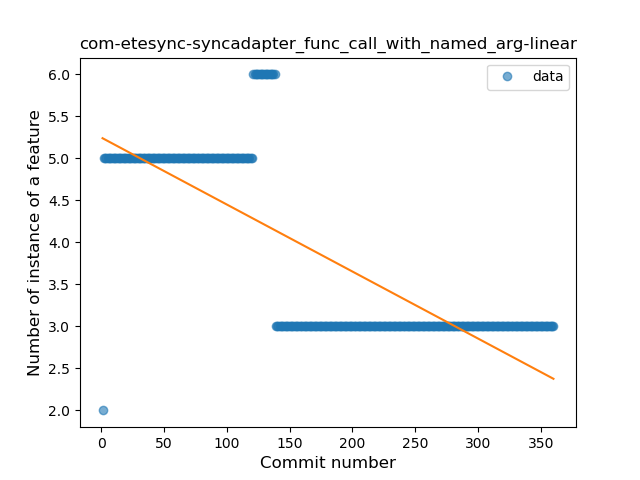 com-etesync-syncadapter_func_call_with_named_arg-linear
data
Number of instance of a feature
6.0
5.5
5.0
4.5
4.0
3.5
3.0
2.5
2.0
0 50 100 150 200 250 300 350
Commit number